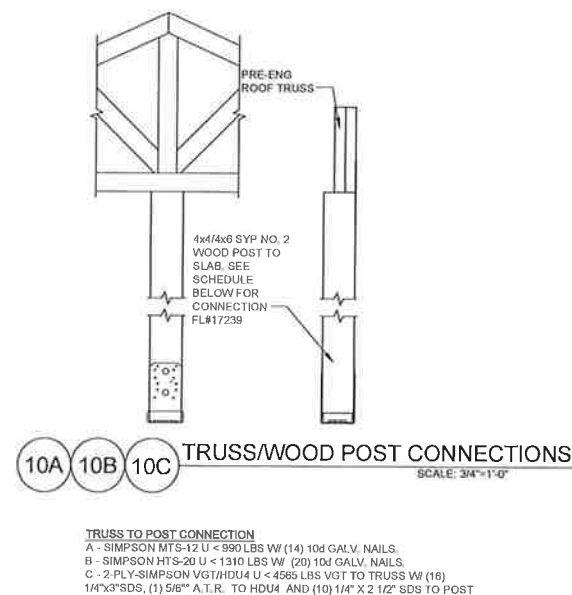 PRE-ENG
ROOF TRUSS
4x4/4x6 SYP NO. 2
WOOD POST TO
SLAB, SEE
SCHEDULE
BELOW FOR
CONNECTION
FL#17239
10A 10B 10C TRUSS/WOOD POST CONNECTIONS
SCALE: 3/4"=1'-0"
TRUSS TO POST CONNECTION
A - SIMPSON MTS-12 U < 990 LBS W/ (14) 10d GALV. NAILS.
B - SIMPSON HTS-20 U < 1310 LBS W/ (20) 10d GALV. NAILS.
C - 2-PLY-SIMPSON VGT/HDU4 U < 4565 LBS VGT TO TRUSS W/ (16)
1/4"x3"SDS, (1) 5/8"" A.T.R. TO HDU4 AND (10) 1/4" X 2 1/2" SDS TO POST